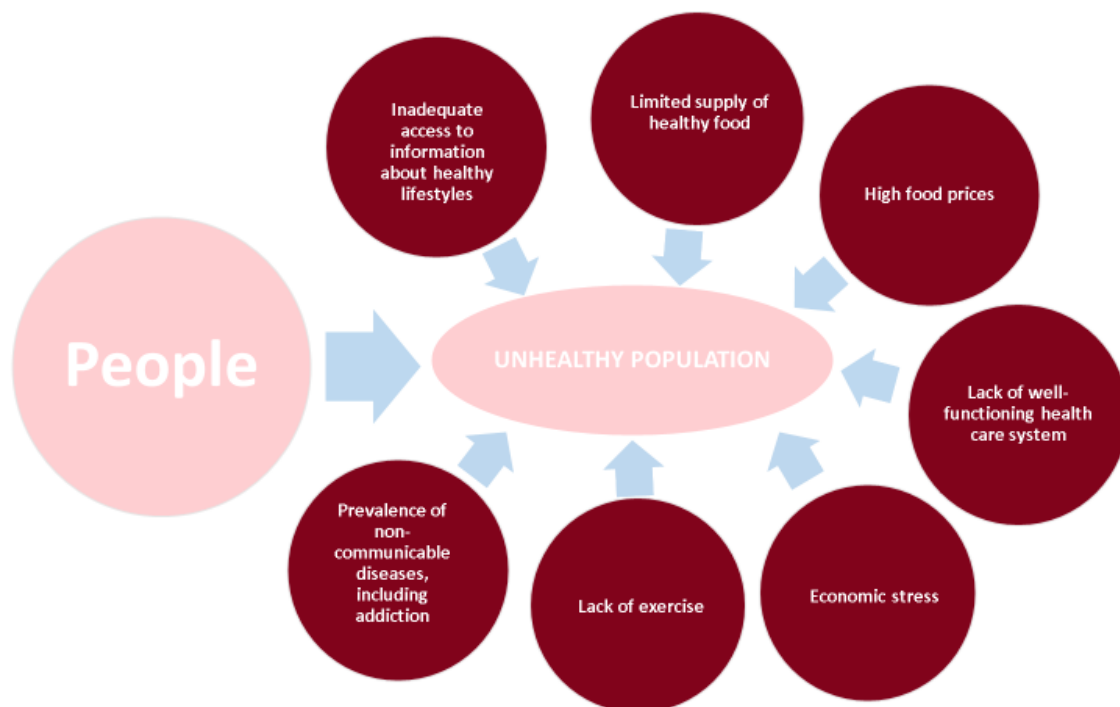 Inadequate
access to
information
about healthy
lifestyles
Limited supply of
healthy food
High food prices
People
UNHEALTHY POPULATION
Lack of well-
functioning health
care system
Prevalence of
non-
communicable
diseases,
including
addiction
Lack of exercise
Economic stress